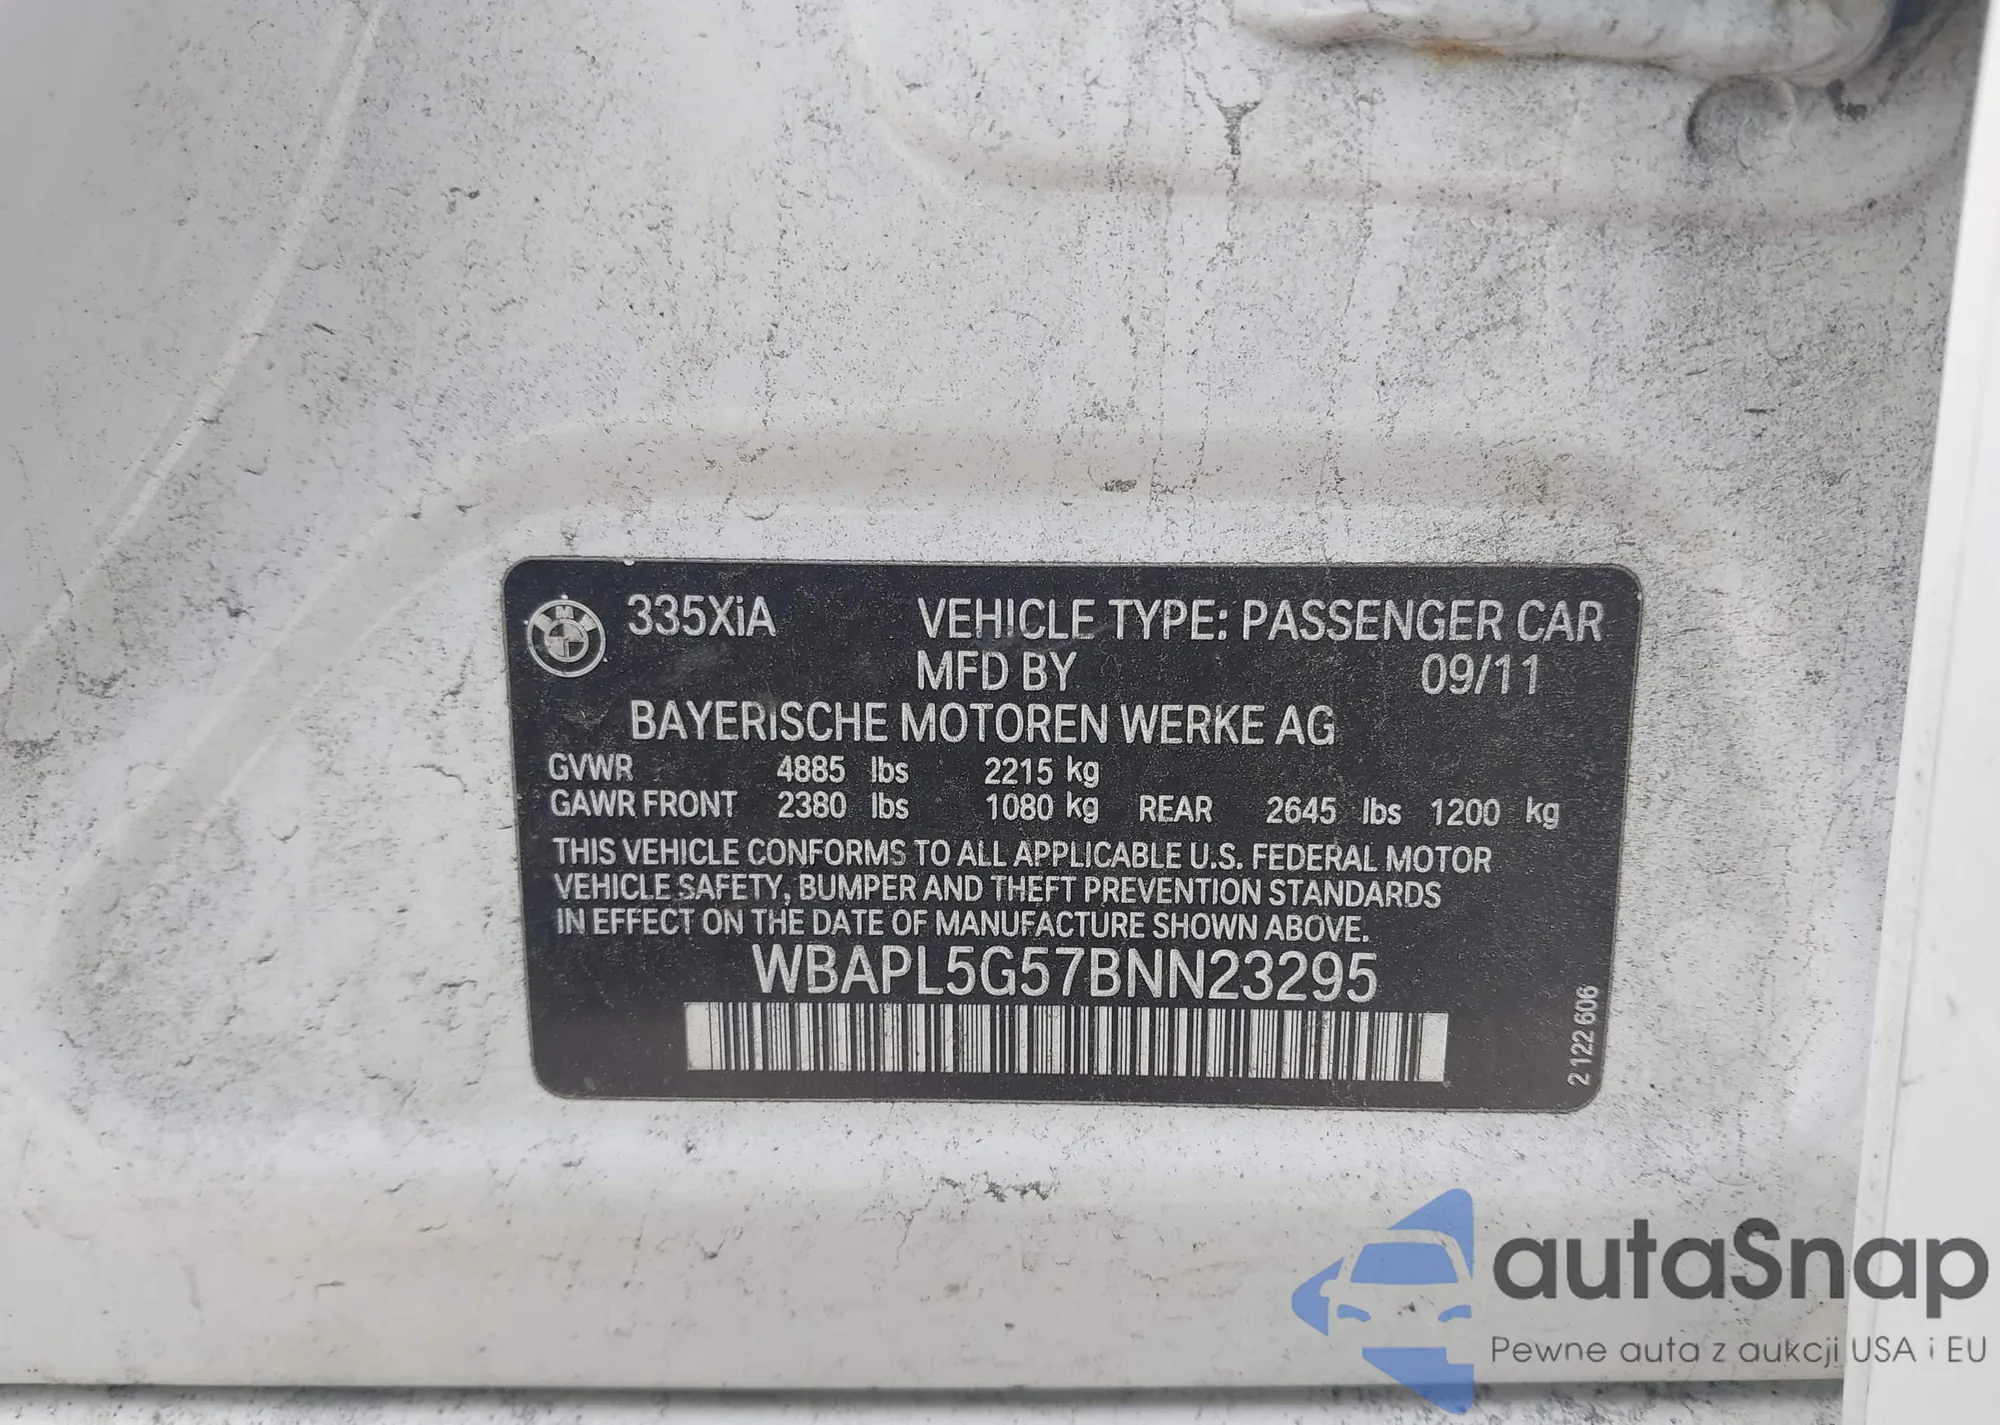 335XiA VEHICLE TYPE: PASSENGER CAR
MFD BY 09/11
BAYERISCHE MOTOREN WERKE AG
GVWR 4885 lbs 2215 kg
GAWR FRONT 2380 lbs 1080 kg REAR 2645 lbs 1200 kg
THIS VEHICLE CONFORMS TO ALL APPLICABLE U.S. FEDERAL MOTOR
VEHICLE SAFETY, BUMPER AND THEFT PREVENTION STANDARDS
IN EFFECT ON THE DATE OF MANUFACTURE SHOWN ABOVE.
WBAPL5G57BNN23295
2 122 606
autaSnap
Pewne auta z aukcji USA i EU